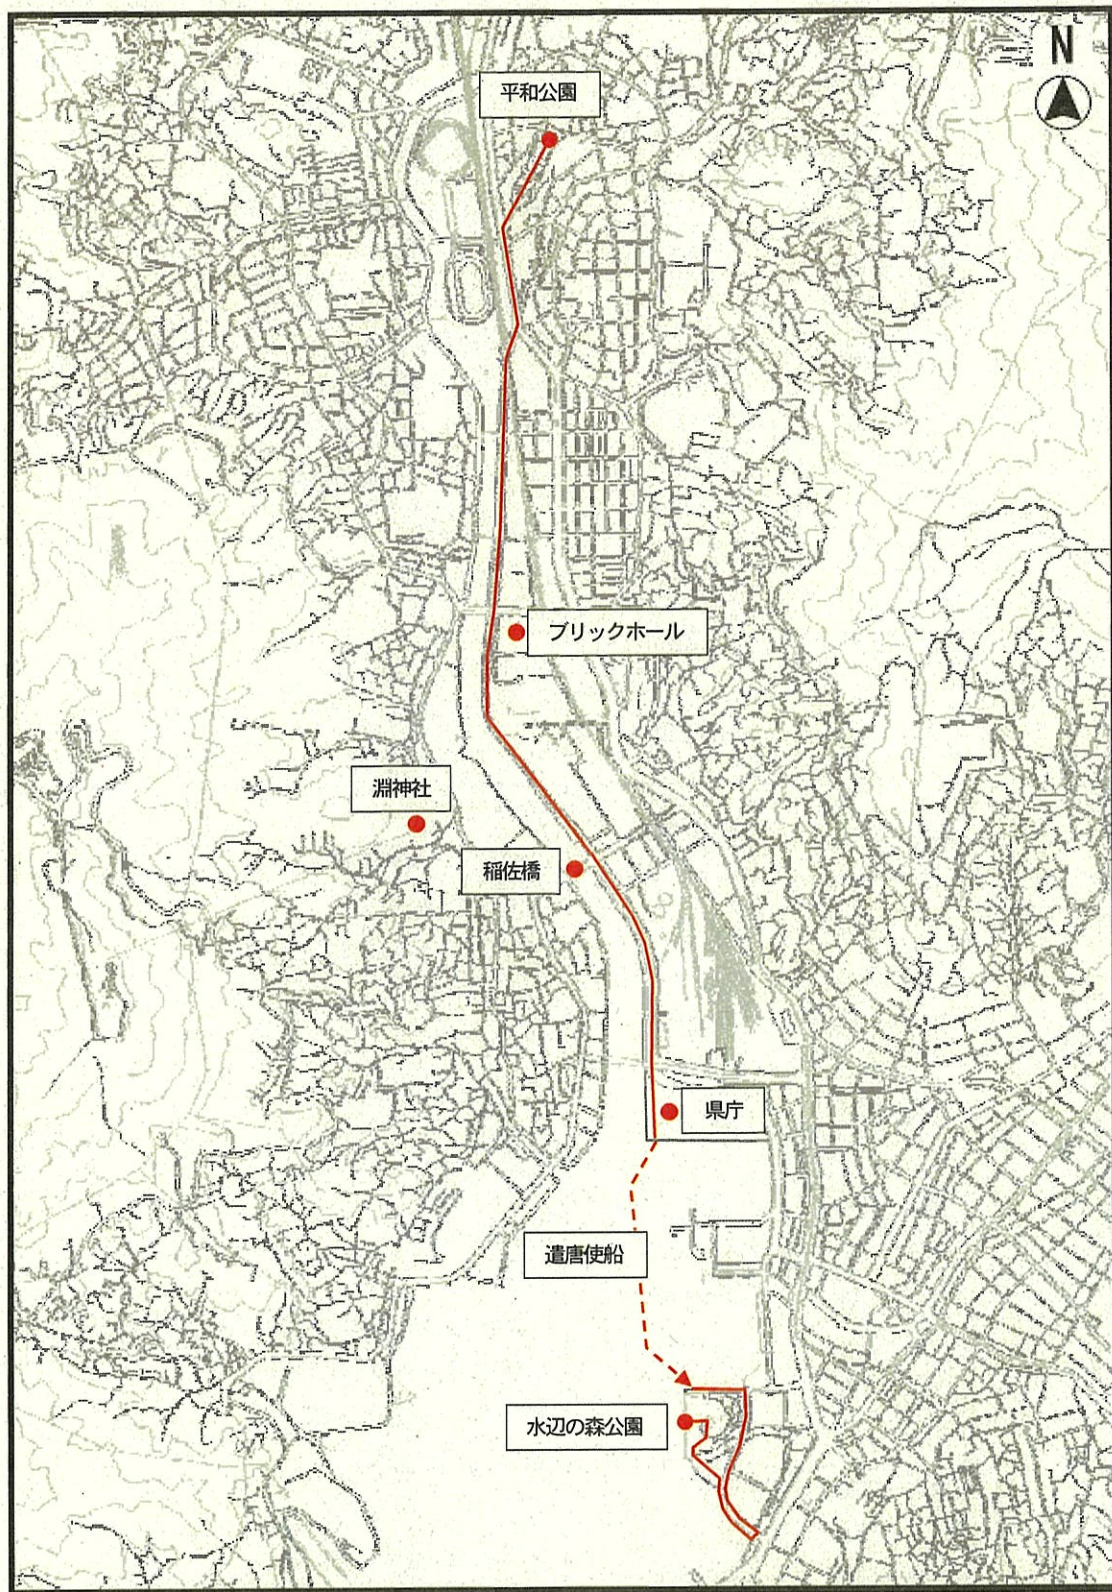 N
平和公園
ブリックホール
淵神社
稲佐橋
県庁
遣唐使船
水辺の森公園